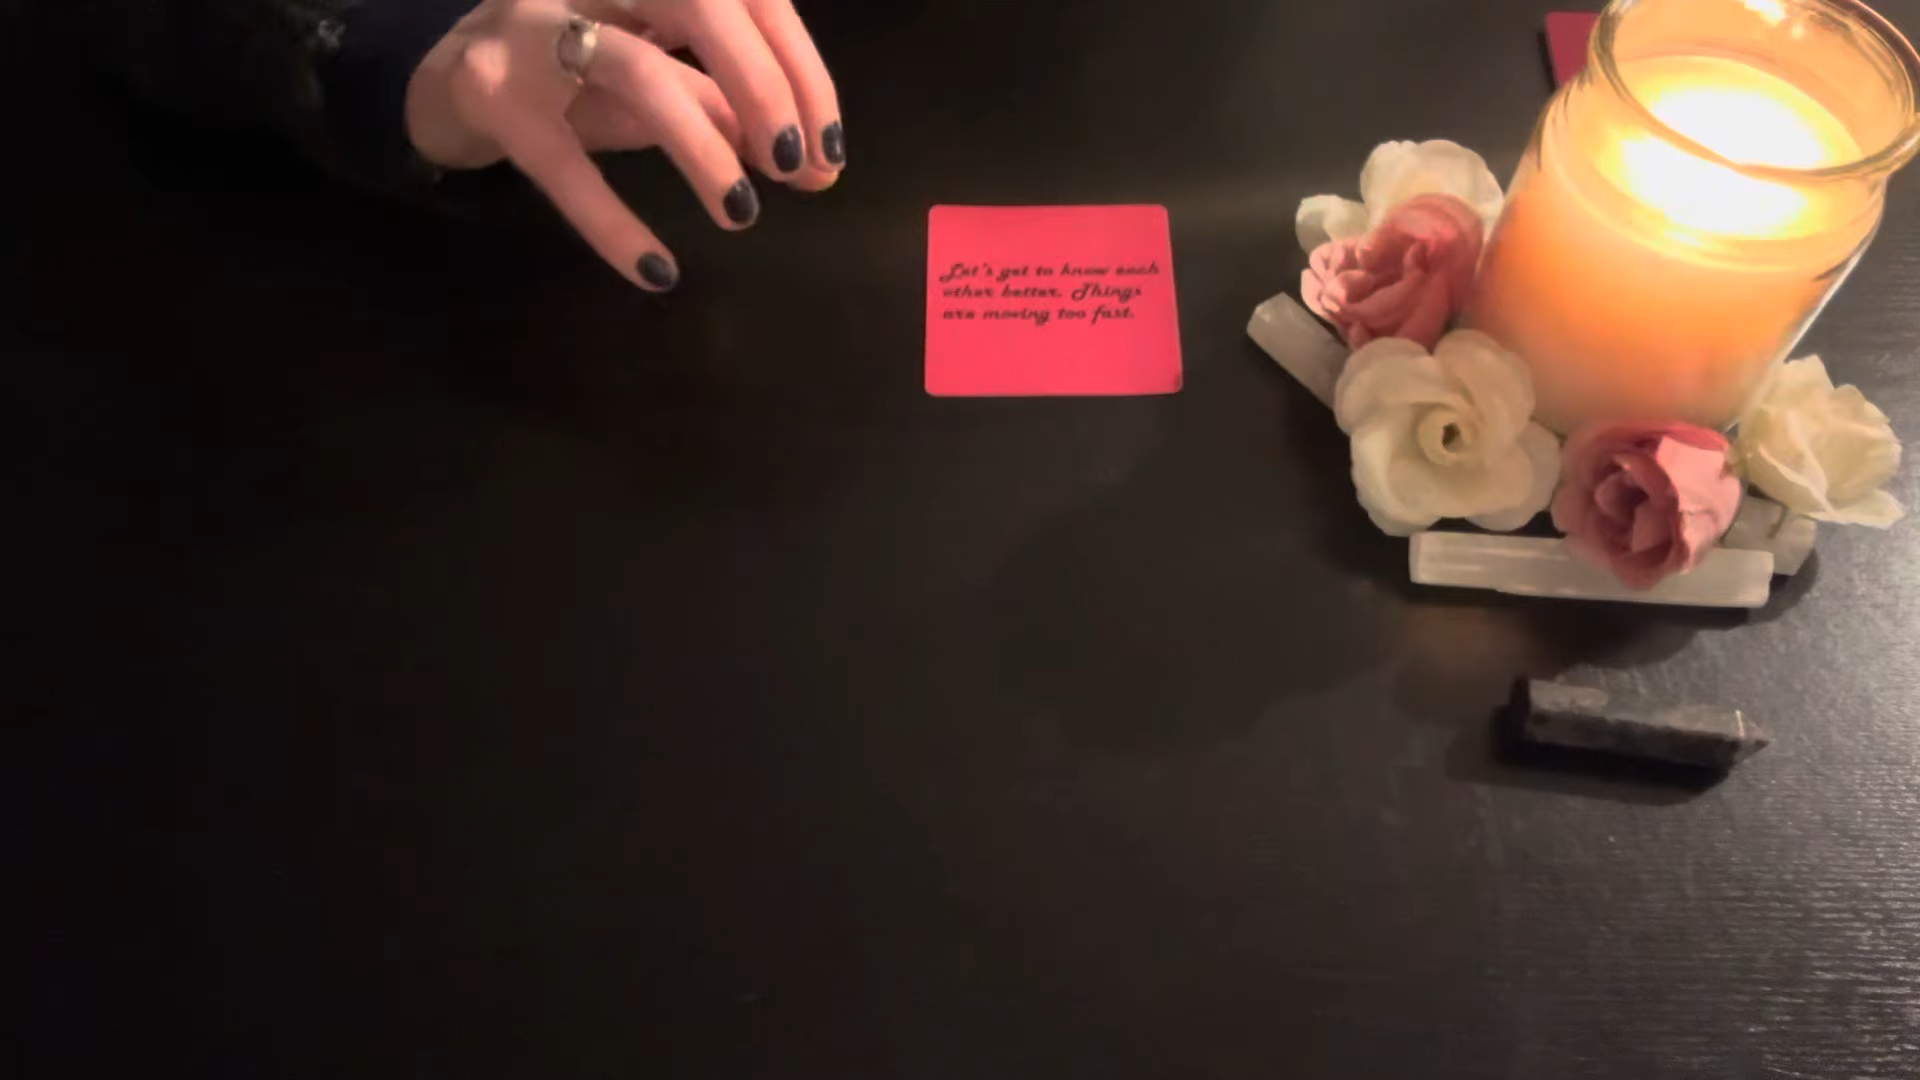 Let's get to know each
other better. Things
are moving too fast.